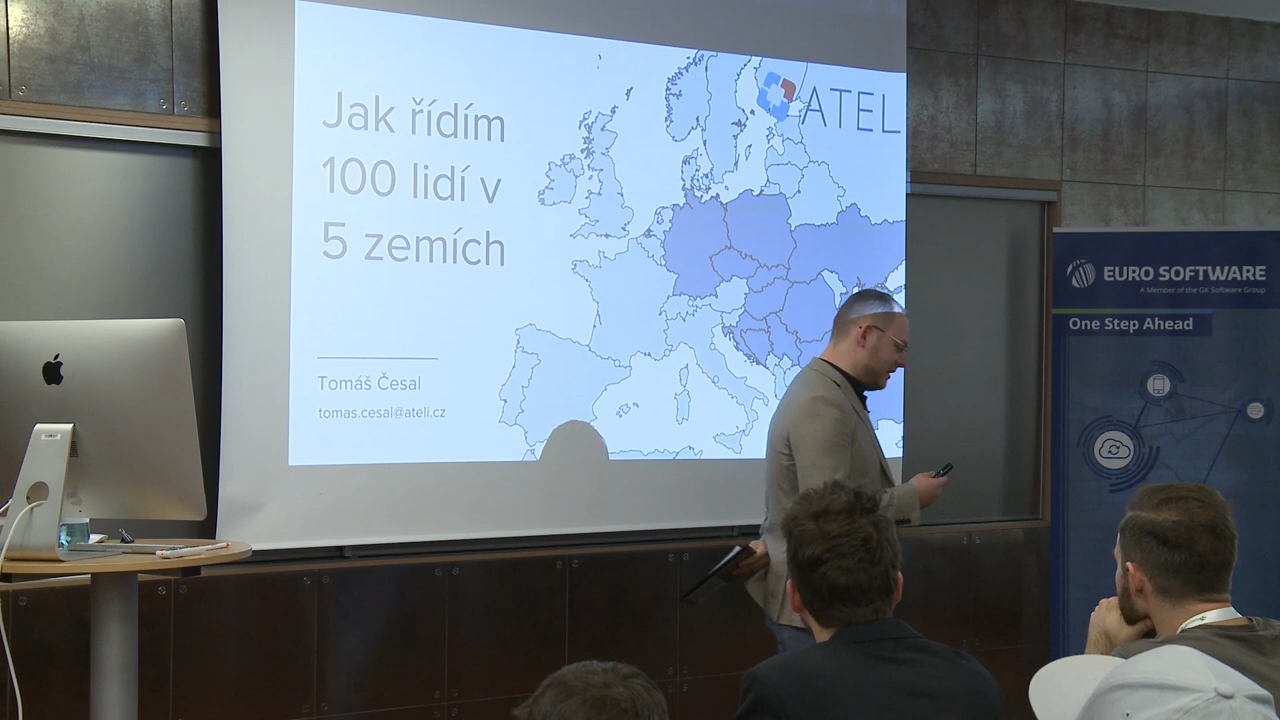 Jak řídím
100 lidí v
5 zemích
Tomáš Česal
tomas.cesal@ateli.cz
ATEL
EURO SOFTWARE
A Member of the GK Software Group
One Step Ahead